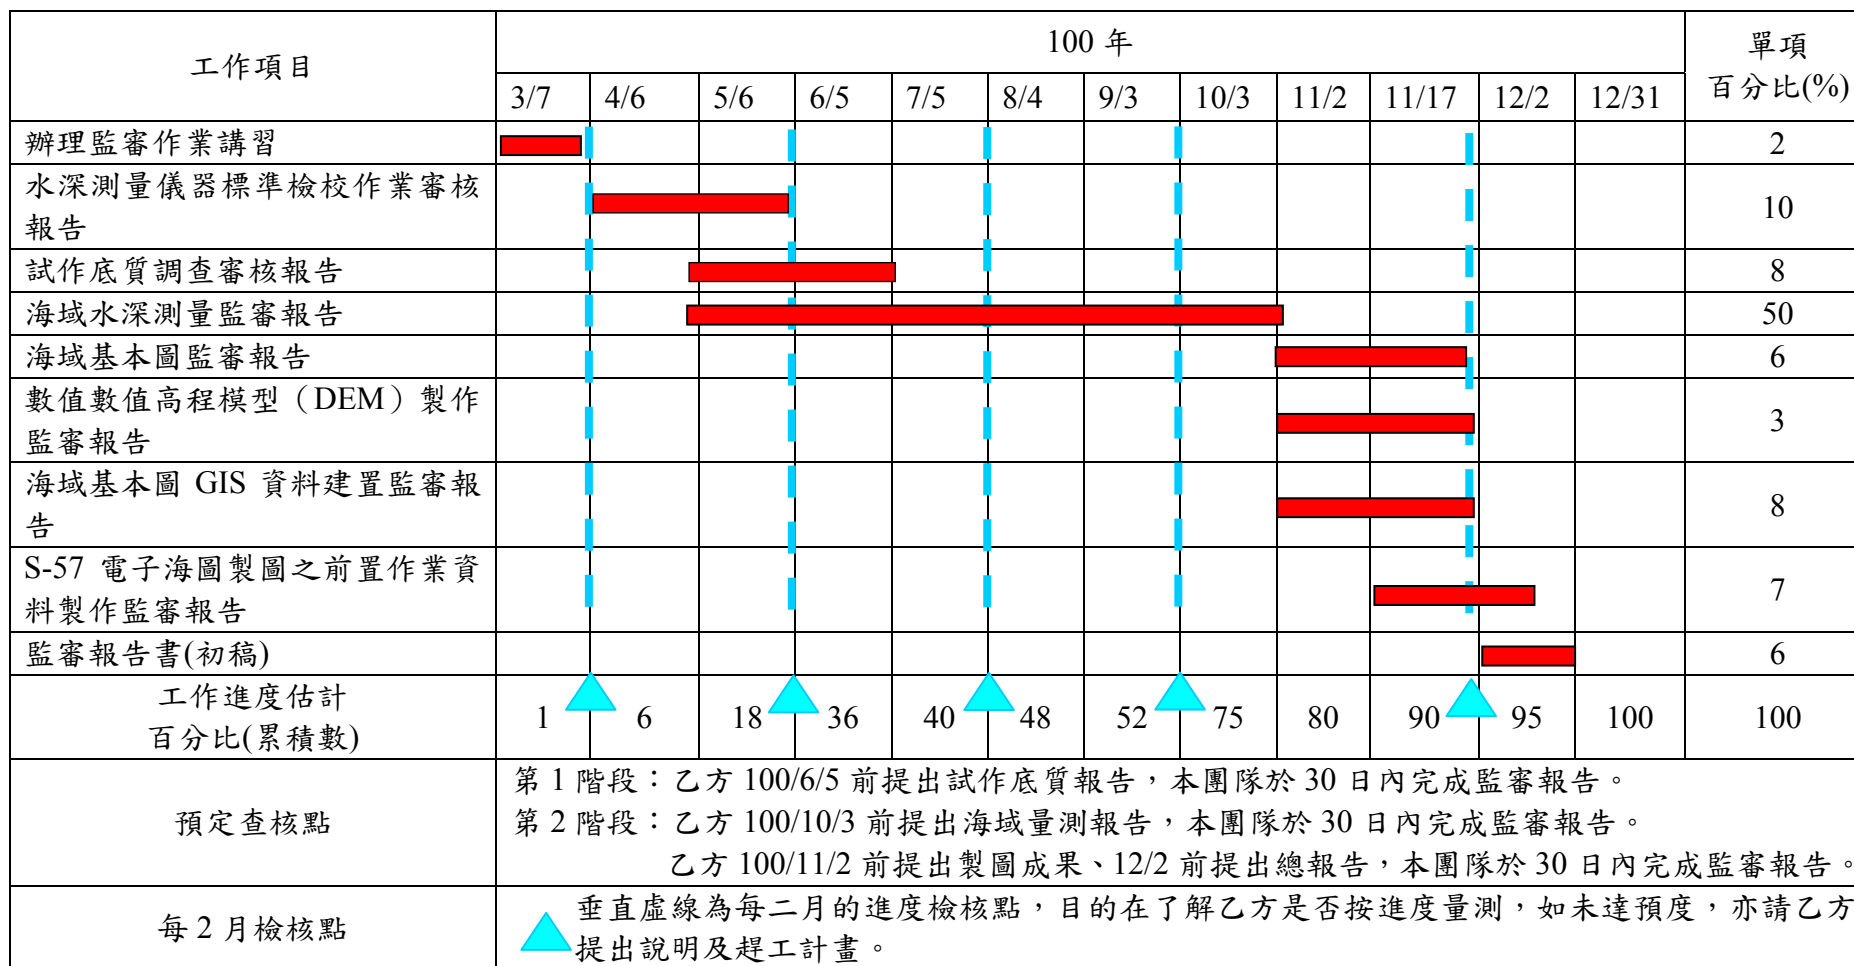 工作項目
100 年
單項
百分比(%)
3/7 4/6 5/6 6/5 7/5 8/4 9/3 10/3 11/2 11/17 12/2 12/31
辦理監審作業講習 2
水深測量儀器標準檢校作業審核
報告 10
試作底質調查審核報告 8
海域水深測量監審報告 50
海域基本圖監審報告 6
數值數值高程模型（DEM）製作
監審報告 3
海域基本圖 GIS 資料建置監審報
告 8
S-57 電子海圖製圖之前置作業資
料製作監審報告 7
監審報告書(初稿) 6
工作進度估計
百分比(累積數)
1 6 18 36 40 48 52 75 80 90 95 100 100
預定查核點
第 1 階段：乙方 100/6/5 前提出試作底質報告，本團隊於 30 日內完成監審報告。
第 2 階段：乙方 100/10/3 前提出海域量測報告，本團隊於 30 日內完成監審報告。
乙方 100/11/2 前提出製圖成果、12/2 前提出總報告，本團隊於 30 日內完成監審報告。
每 2 月檢核點
垂直虛線為每二月的進度檢核點，目的在了解乙方是否按進度量測，如未達預度，亦請乙方
提出說明及趕工計畫。